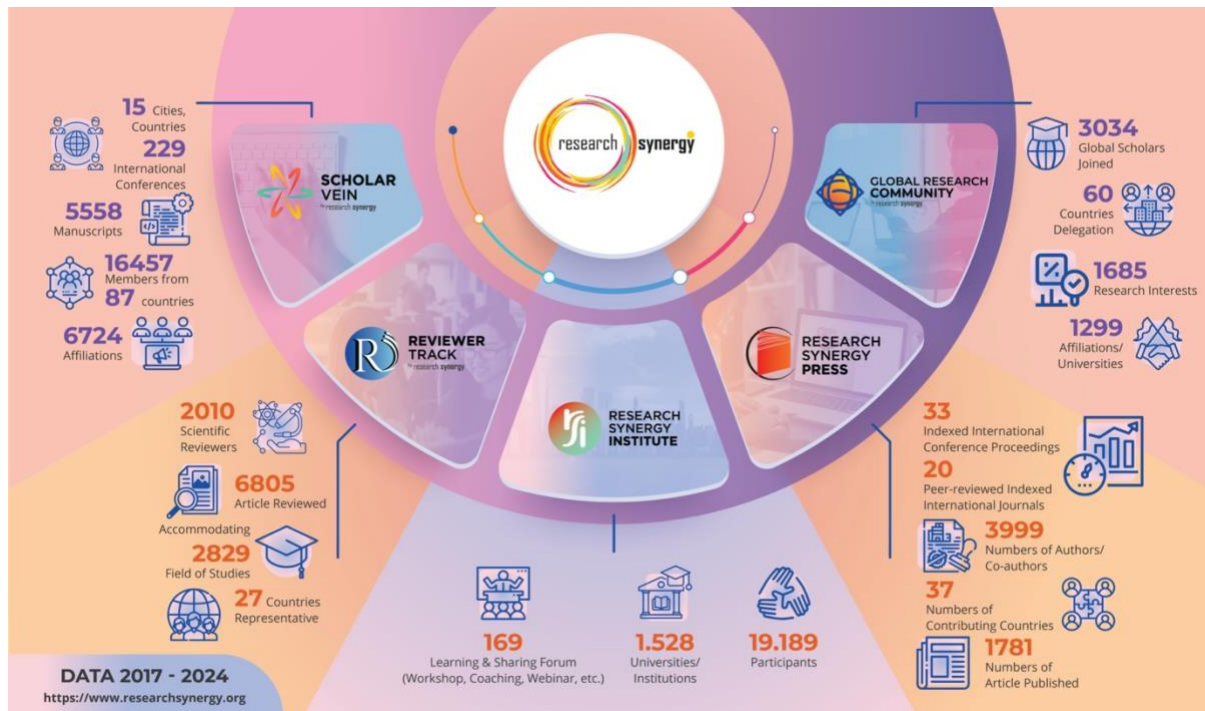 research synergy
15 Cities,
Countries
229
International
Conferences
5558
Manuscripts
16457
Members from
87 countries
6724
Affiliations
SCHOLAR
VEIN
by research synergy
REVIEWER
TRACK
by research synergy
2010
Scientific
Reviewers
6805
Article Reviewed
Accommodating
2829
Field of Studies
27 Countries
Representative
rsi
RESEARCH
SYNERGY
INSTITUTE
169
Learning & Sharing Forum
(Workshop, Coaching, Webinar, etc.)
1.528
Universities/
Institutions
19.189
Participants
RESEARCH
SYNERGY
PRESS
33
Indexed International
Conference Proceedings
20
Peer-reviewed Indexed
International Journals
3999
Numbers of Authors/
Co-authors
37
Numbers of
Contributing Countries
1781
Numbers of
Article Published
GLOBAL RESEARCH
COMMUNITY
by research synergy
3034
Global Scholars
Joined
60
Countries
Delegation
1685
Research Interests
1299
Affiliations/
Universities
DATA 2017 - 2024
https://www.researchsynergy.org